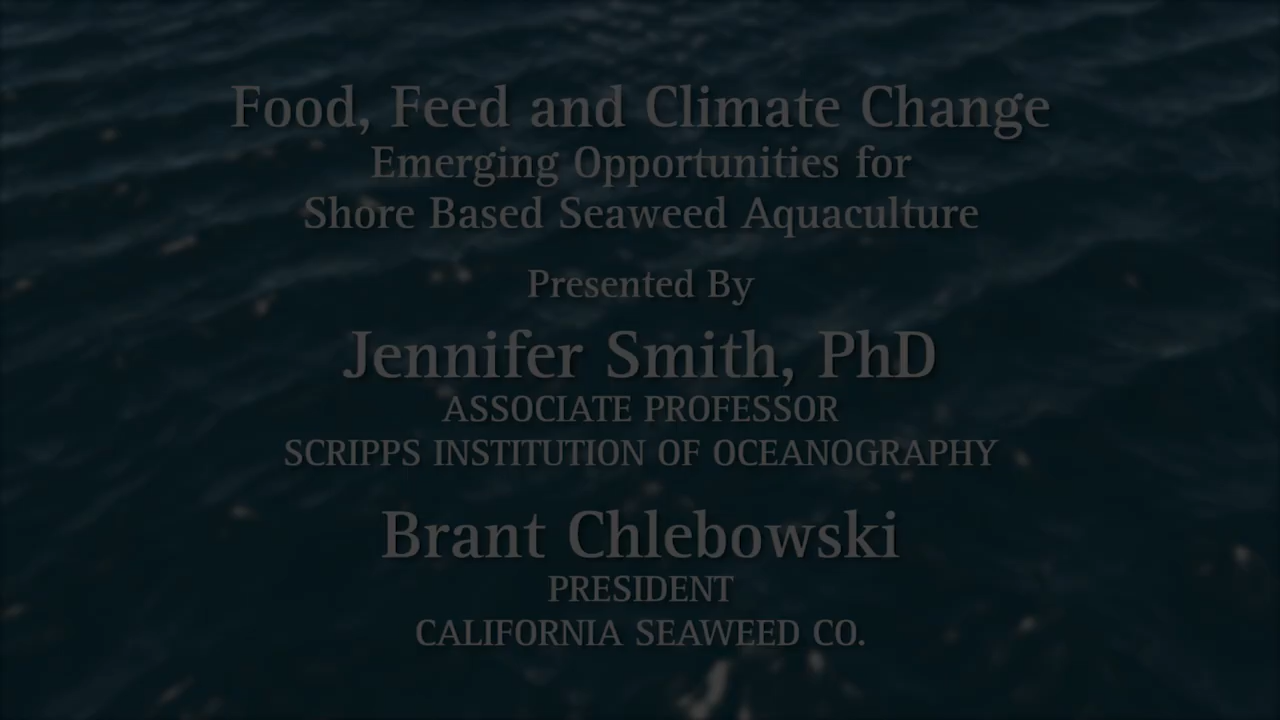 Food, Feed and Climate Change
Emerging Opportunities for
Shore Based Seaweed Aquaculture
Presented By
Jennifer Smith, PhD
ASSOCIATE PROFESSOR
SCRIPPS INSTITUTION OF OCEANOGRAPHY
Brant Chlebowski
PRESIDENT
CALIFORNIA SEAWEED CO.